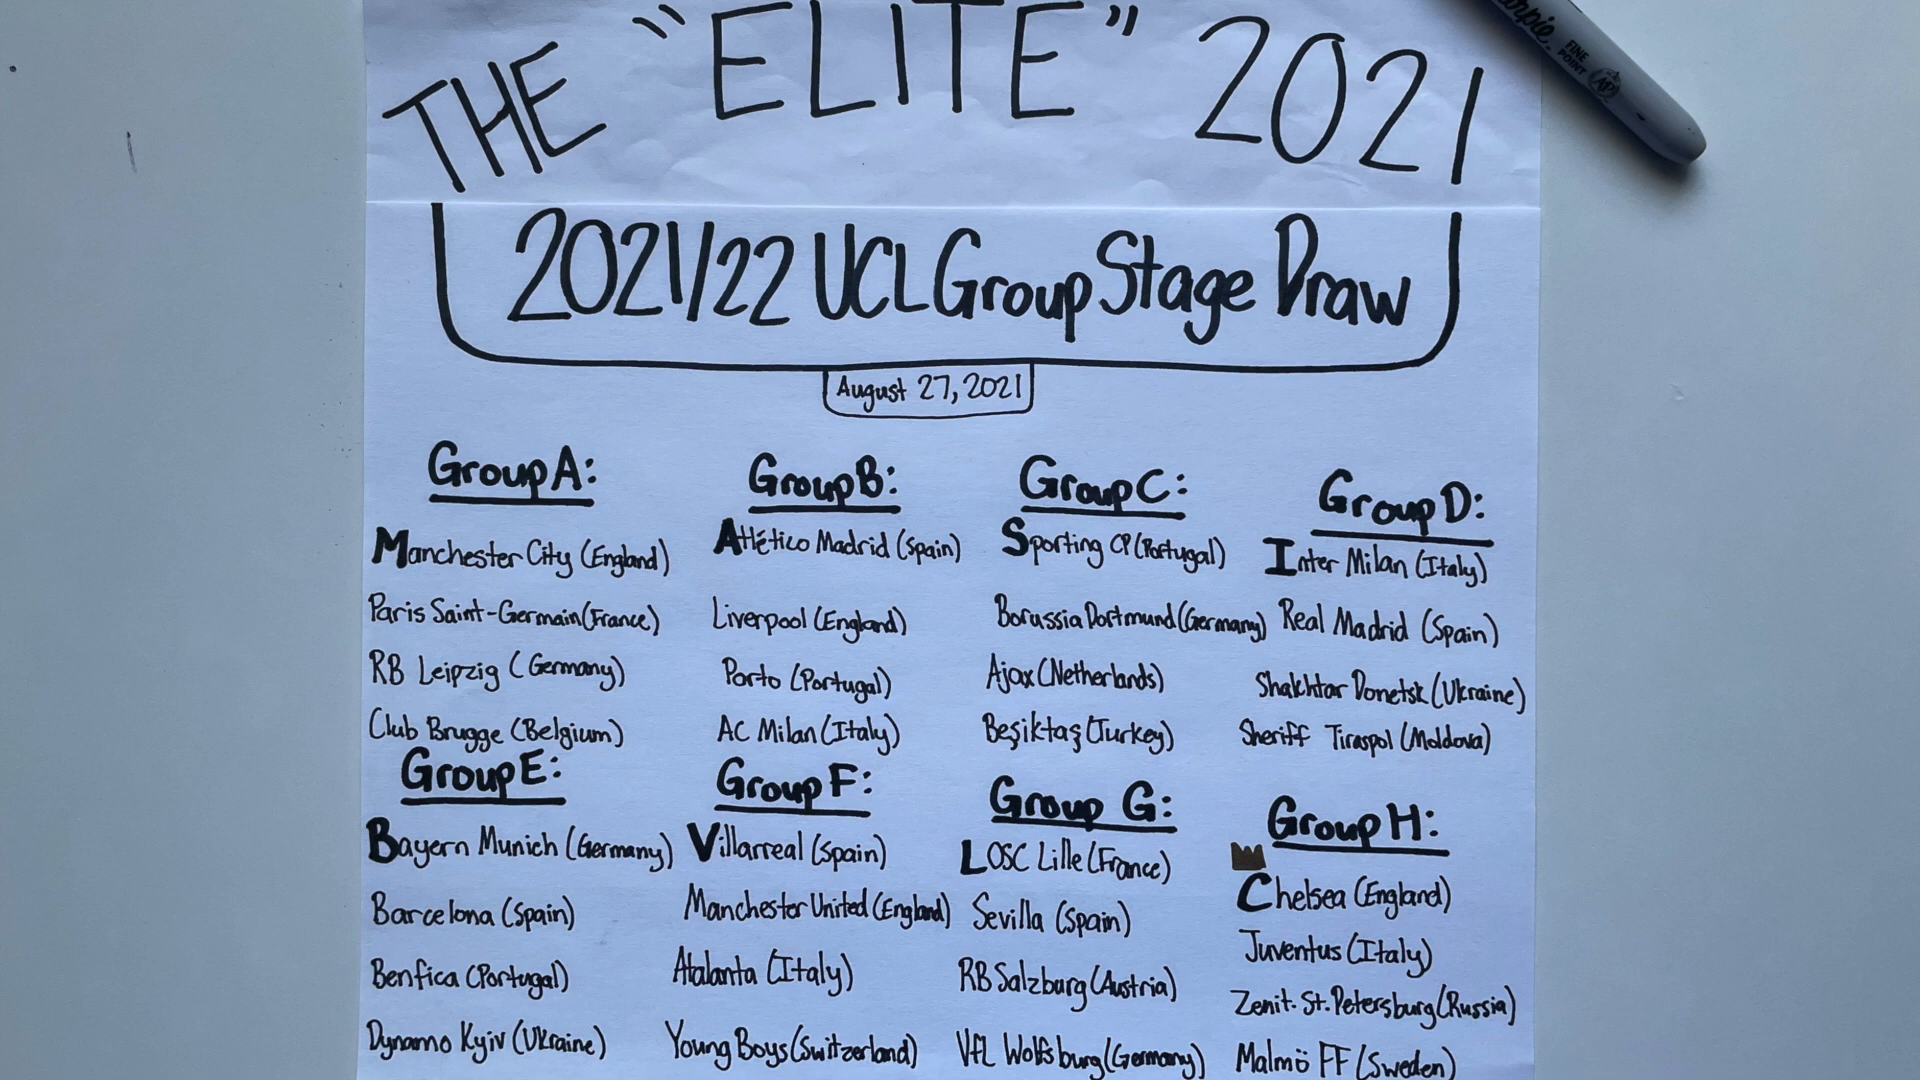 THE "ELITE" 2021
orpie. FINE POINT AP
2021/22 UCL Group Stage Draw
August 27, 2021
Group A:
Manchester City (England)
Paris Saint-Germain (France)
RB Leipzig (Germany)
Club Brugge (Belgium)
Group B:
Atlético Madrid (Spain)
Liverpool (England)
Porto (Portugal)
AC Milan (Italy)
Group C:
Sporting CP (Portugal)
Borussia Dortmund (Germany)
Ajax (Netherlands)
Beşiktaş (Turkey)
Group D:
Inter Milan (Italy)
Real Madrid (Spain)
Shakhtar Donetsk (Ukraine)
Sheriff Tiraspol (Moldova)
Group E:
Bayern Munich (Germany)
Barcelona (Spain)
Benfica (Portugal)
Dynamo Kyiv (Ukraine)
Group F:
Villarreal (Spain)
Manchester United (England)
Atalanta (Italy)
Young Boys (Switzerland)
Group G:
LOSC Lille (France)
Sevilla (Spain)
RB Salzburg (Austria)
VfL Wolfsburg (Germany)
Group H:
Chelsea (England)
Juventus (Italy)
Zenit. St. Petersburg (Russia)
Malmö FF (Sweden)